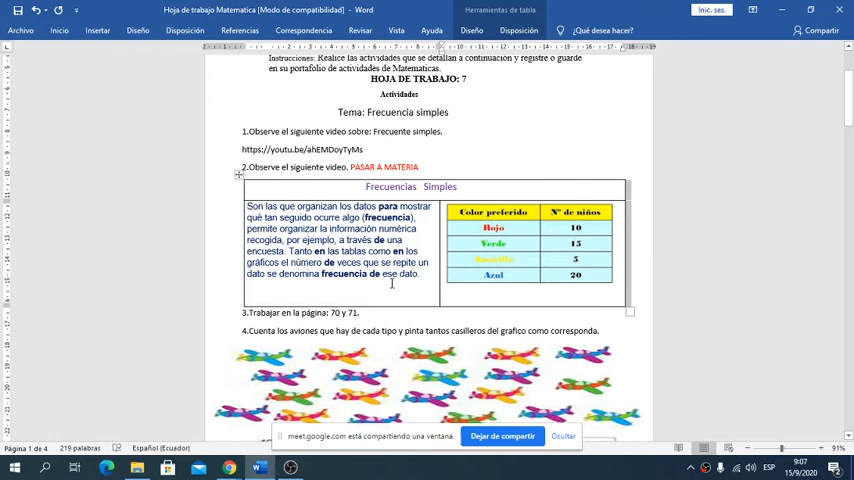 Hoja de trabajo Matematica [Modo de compatibilidad] - Word
Herramientas de tabla
Inic. ses.
Archivo Inicio Insertar Diseño Disposición Referencias Correspondencia Revisar Vista Ayuda Diseño Disposición ¿Qué desea hacer? Compartir
Instrucciones: Realice las actividades que se detallan a continuación y registre o guarde
en su portafolio de actividades de Matematicas.
HOJA DE TRABAJO: 7
Actividades
Tema: Frecuencia simples
1.Observe el siguiente video sobre: Frecuente simples.
https://youtu.be/ahEMDoyTyMs
2.Observe el siguiente video. PASAR A MATERIA
Frecuencias Simples
Son las que organizan los datos para mostrar
qué tan seguido ocurre algo (frecuencia),
permite organizar la información numérica
recogida, por ejemplo, a través de una
encuesta. Tanto en las tablas como en los
gráficos el número de veces que se repite un
dato se denomina frecuencia de ese dato.
Color preferido Nº de niños
Rojo 10
Verde 15
Amarillo 5
Azul 20
3.Trabajar en la página: 70 y 71.
4.Cuenta los aviones que hay de cada tipo y pinta tantos casilleros del grafico como corresponda.
meet.google.com está compartiendo una ventana. Dejar de compartir Ocultar
Página 1 de 4 219 palabras Español (Ecuador) 91%
ESP
9:07
15/9/2020